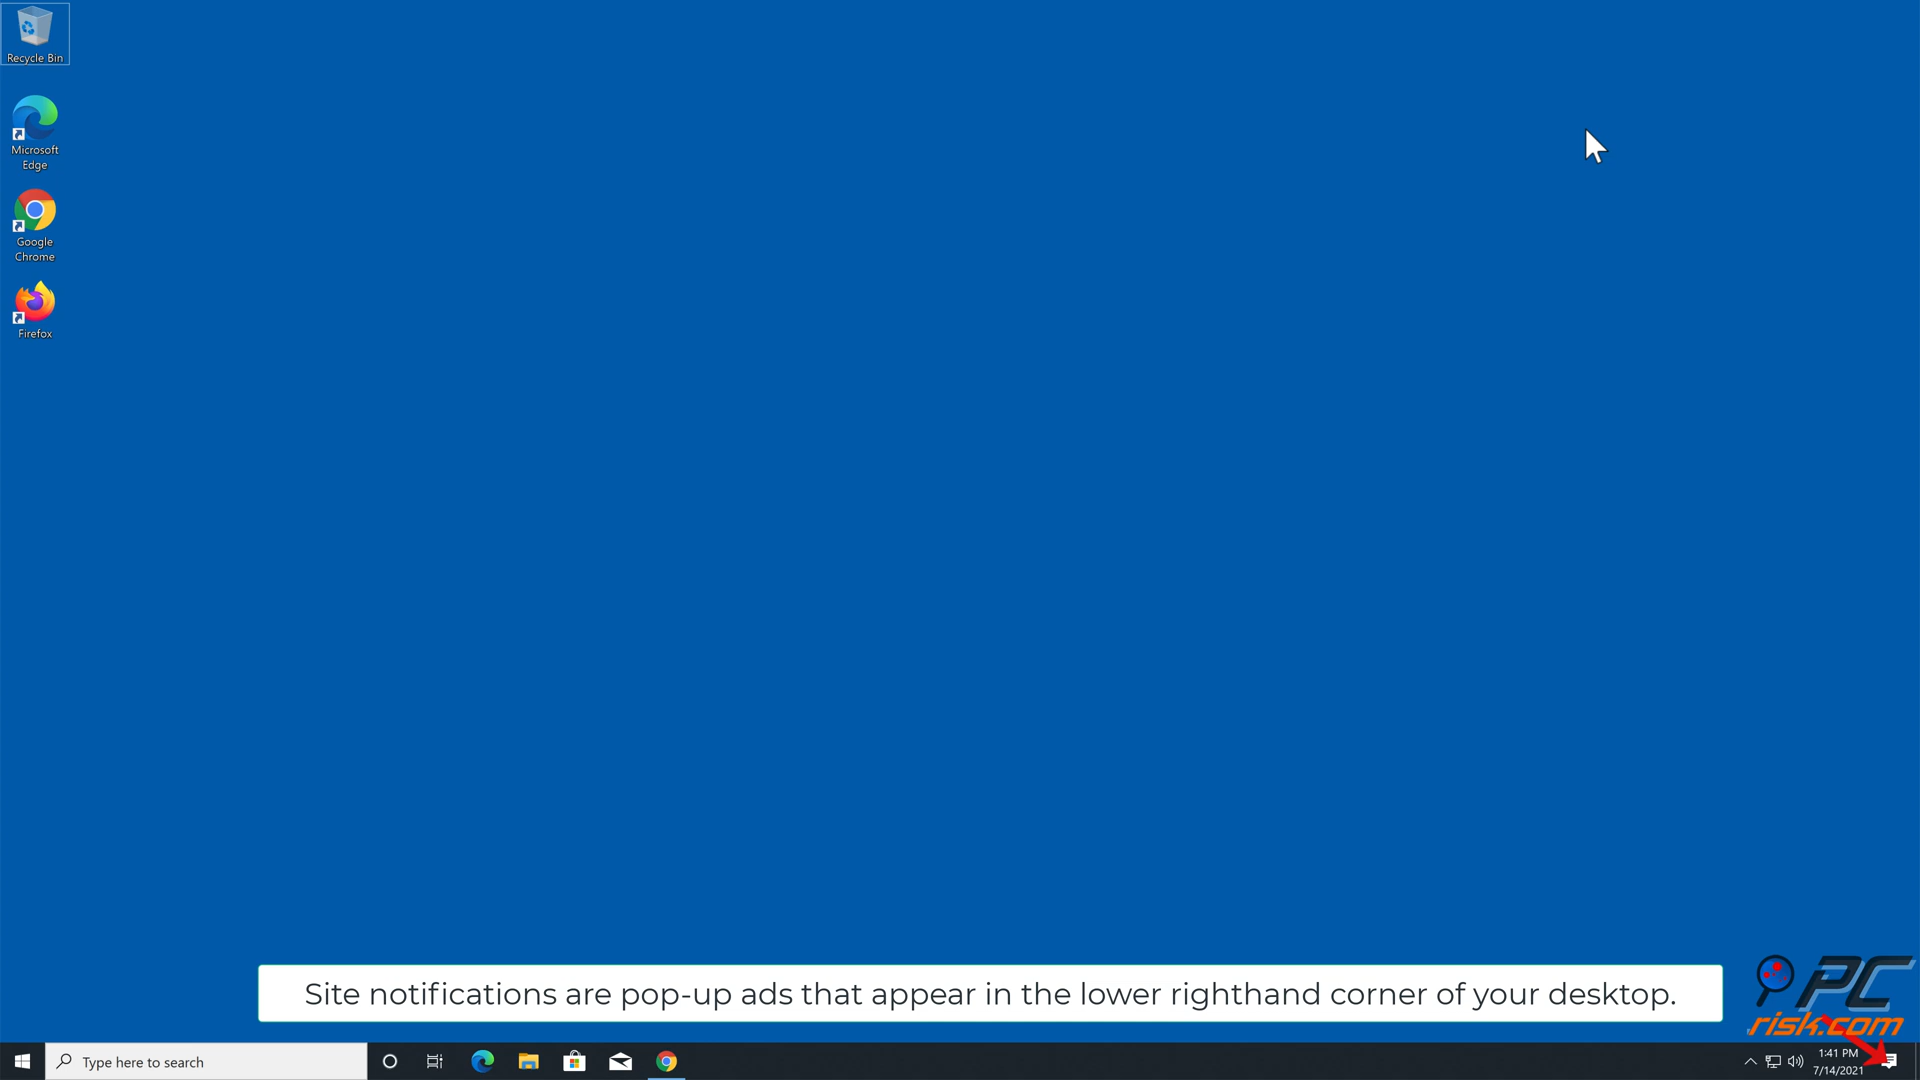 Recycle Bin
Microsoft
Edge
Google
Chrome
Firefox
Site notifications are pop-up ads that appear in the lower righthand corner of your desktop.
PC
risk.com
Type here to search
1:41 PM
7/14/2021